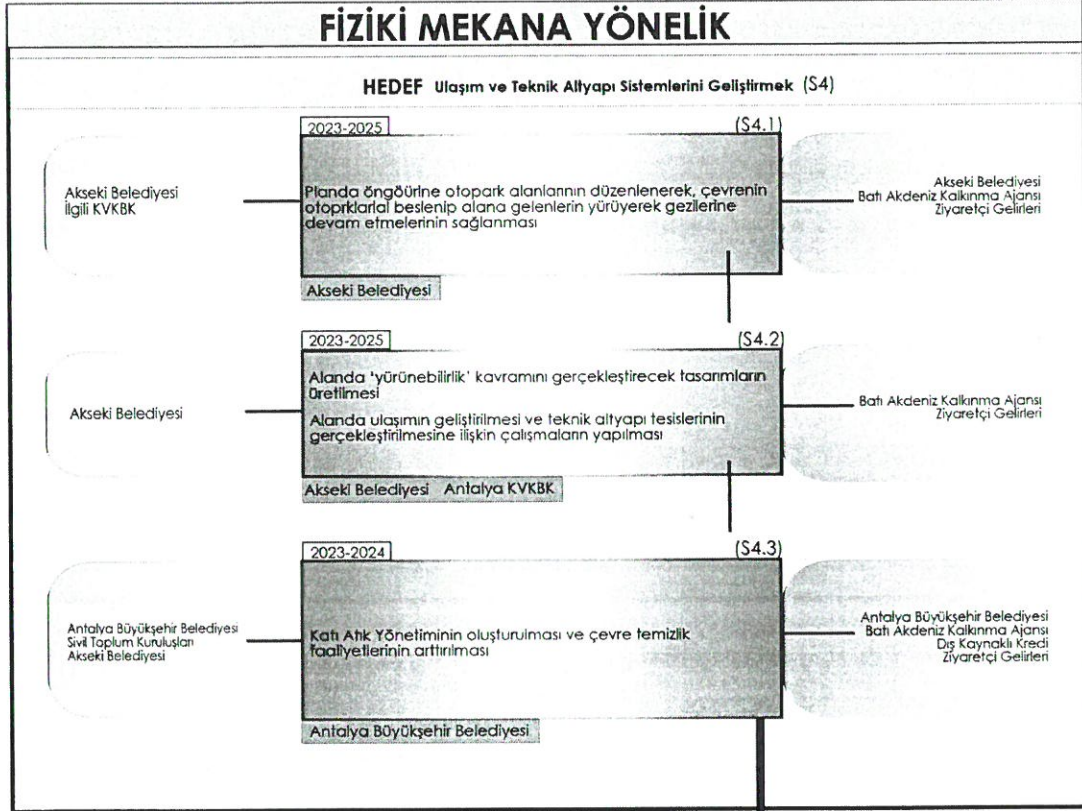 FİZİKİ MEKANA YÖNELİK
HEDEF Ulaşım ve Teknik Altyapı Sistemlerini Geliştirmek (S4)
2023-2025
(S4.1)
Akseki Belediyesi
İlgili KVKBK
Planda öngöürlne otopark alanlarının düzenlenerek, çevrenin
otoprklarlal beslenip alana gelenlerin yürüyerek gezilerine
devam etmelerinin sağlanması
Akseki Belediyesi
Batı Akdeniz Kalkınma Ajansı
Ziyaretçi Gelirleri
Akseki Belediyesi
2023-2025
(S4.2)
Akseki Belediyesi
Alanda ‘yürünebilirlik’ kavramını gerçekleştirecek tasarımların
üretilmesi
Alanda ulaşımın geliştirilmesi ve teknik altyapı tesislerinin
gerçekleştirilmesine ilişkin çalışmaların yapılması
Batı Akdeniz Kalkınma Ajansı
Ziyaretçi Gelirleri
Akseki Belediyesi Antalya KVKBK
2023-2024
(S4.3)
Antalya Büyükşehir Belediyesi
Sivil Toplum Kuruluşları
Akseki Belediyesi
Katı Atık Yönetiminin oluşturulması ve çevre temizlik
faaliyetlerinin arttırılması
Antalya Büyükşehir Belediyesi
Batı Akdeniz Kalkınma Ajansı
Dış Kaynaklı Kredi
Ziyaretçi Gelirleri
Antalya Büyükşehir Belediyesi